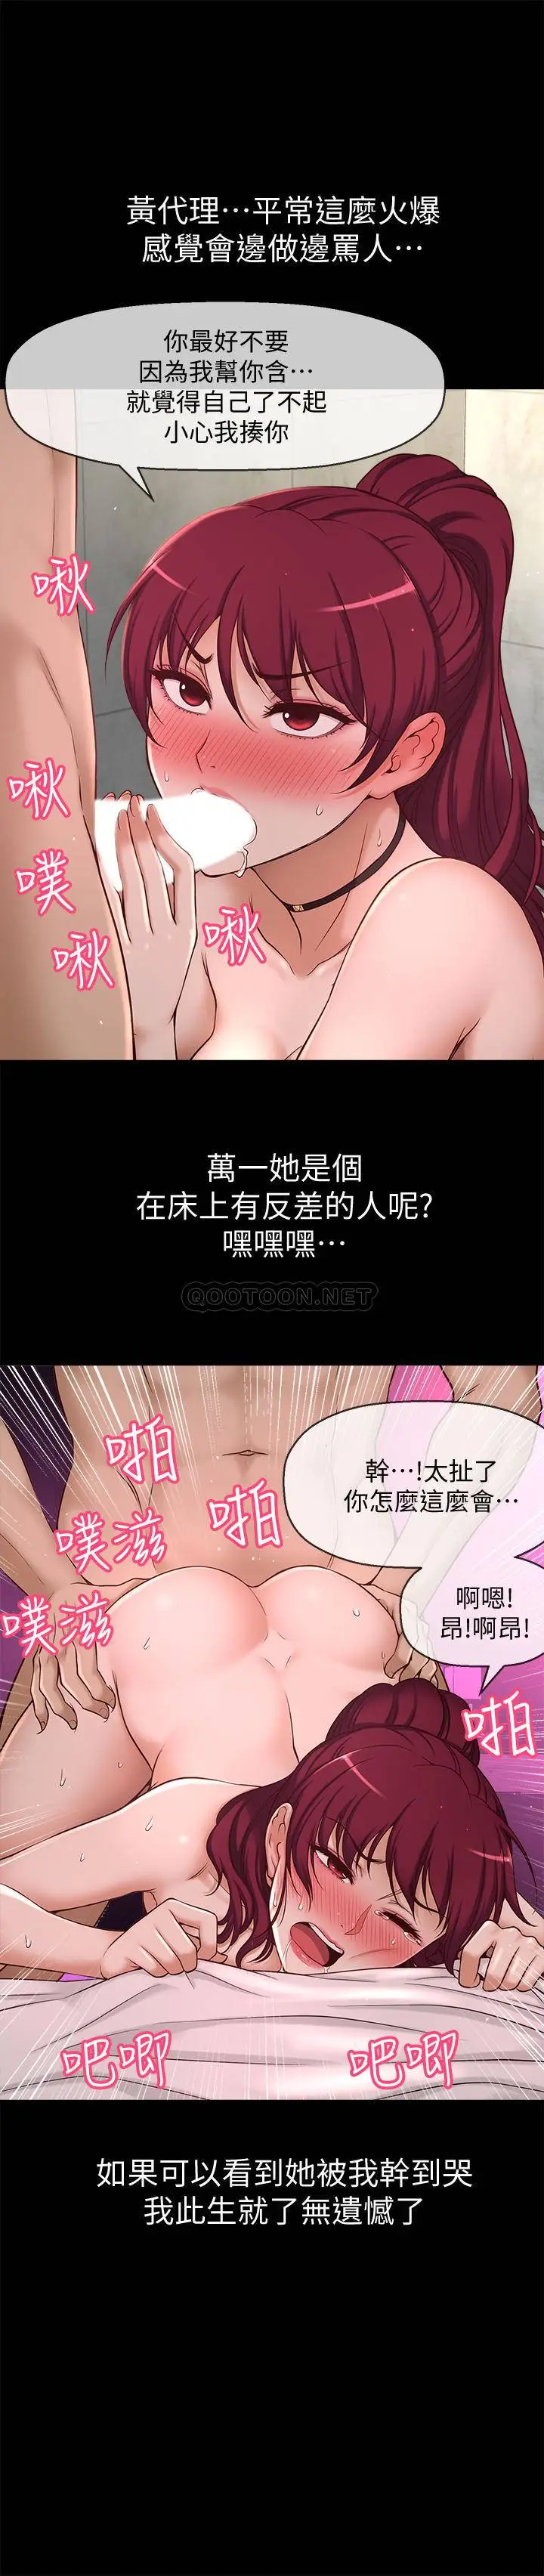 黃代理…平常這麼火爆
感覺會邊做邊罵人…
你最好不要
因為我幫你含…
就覺得自己了不起
小心我揍你
啾
啾
噗
啾
啾
萬一她是個
在床上有反差的人呢?
嘿嘿嘿…
QOOTOON.NET
啪
幹…!太扯了
你怎麼這麼會…
啪
噗滋
啊嗯!
昂!啊昂!
噗滋
啪
吧唧
吧唧
如果可以看到她被我幹到哭
我此生就了無遺憾了